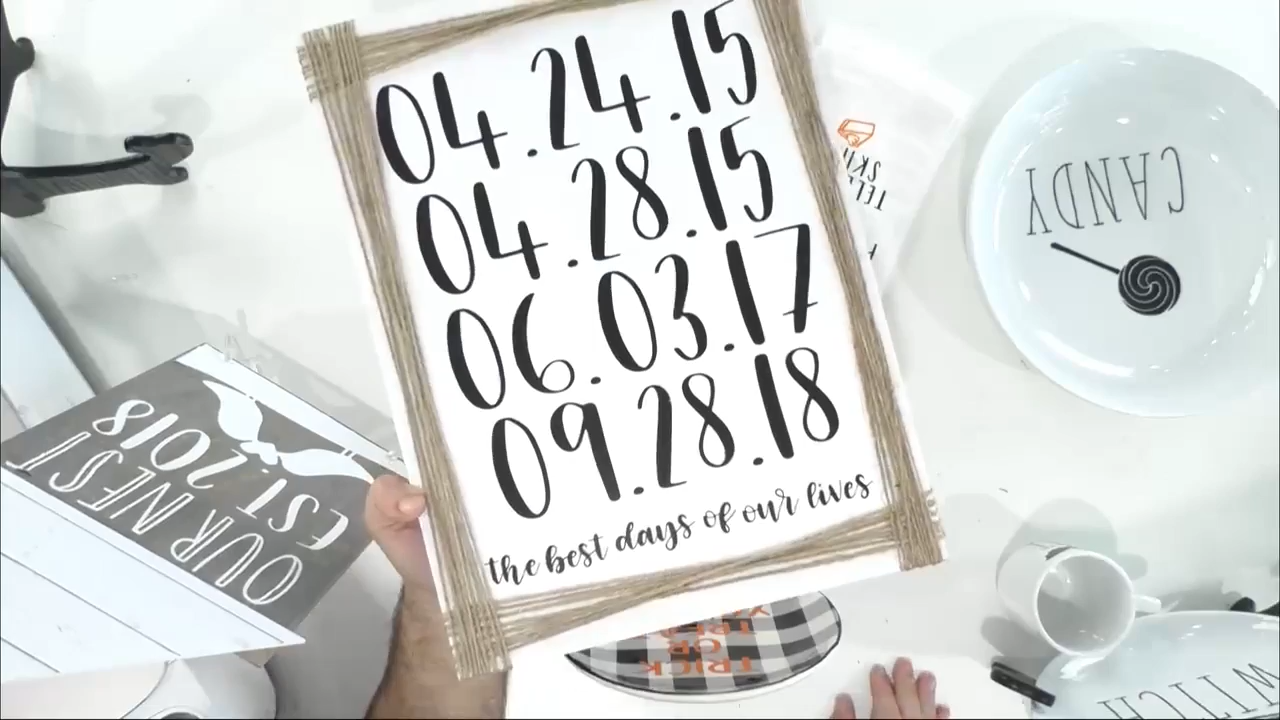 04.24.15
04.28.15
06.03.17
09.28.18
the best days of our lives
OUR NEST
EST. 2018
CANDY
TRICK
OR
TREAT
WITCH